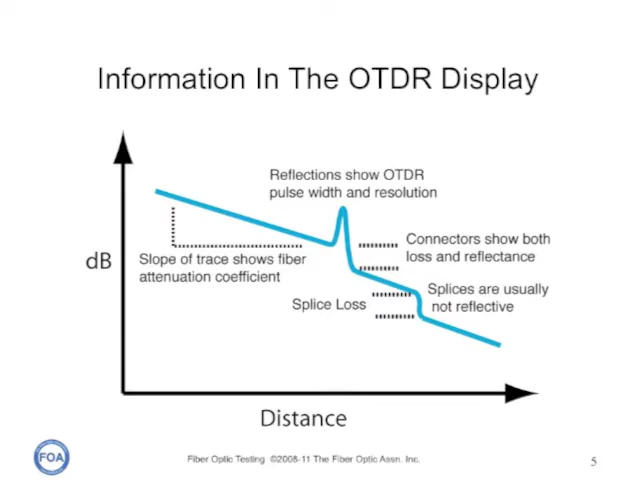 Information In The OTDR Display
Reflections show OTDR
pulse width and resolution
Connectors show both
loss and reflectance
dB
Slope of trace shows fiber
attenuation coefficient
Splices are usually
not reflective
Splice Loss
Distance
FOA
Fiber Optic Testing ©2008-11 The Fiber Optic Assn. Inc.
5